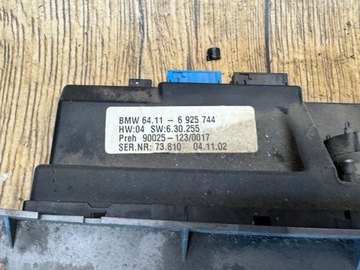 BMW 64.11 - 6 925 744
HW:04 SW:6.30.255
Preh 90025-123/0017
SER.NR: 73.810 04.11.02